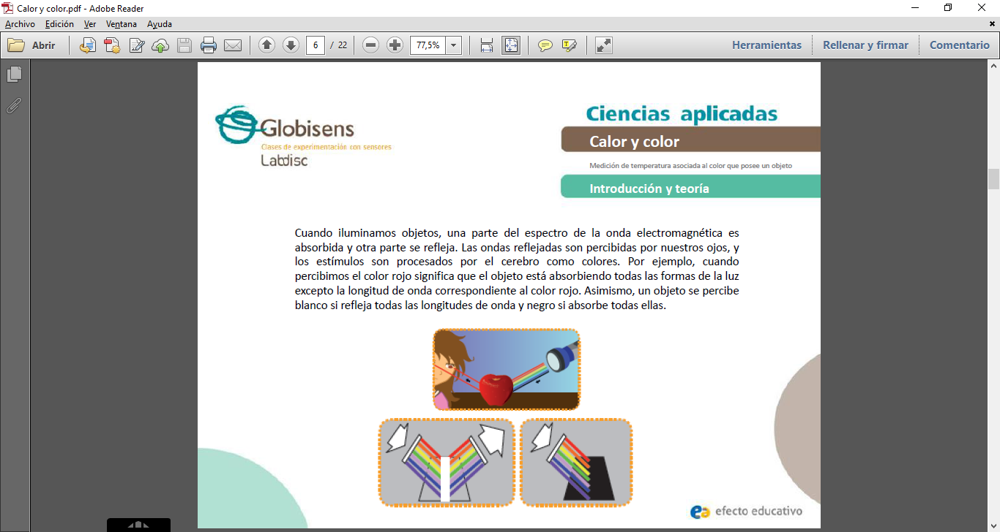 Calor y color.pdf - Adobe Reader
Archivo Edición Ver Ventana Ayuda
Abrir 6 / 22 77,5% Herramientas Rellenar y firmar Comentario
Globisens
Clases de experimentación con sensores
Labdisc
Ciencias aplicadas
Calor y color
Medición de temperatura asociada al color que posee un objeto
Introducción y teoría
Cuando iluminamos objetos, una parte del espectro de la onda electromagnética es
absorbida y otra parte se refleja. Las ondas reflejadas son percibidas por nuestros ojos, y
los estímulos son procesados por el cerebro como colores. Por ejemplo, cuando
percibimos el color rojo significa que el objeto está absorbiendo todas las formas de la luz
excepto la longitud de onda correspondiente al color rojo. Asimismo, un objeto se percibe
blanco si refleja todas las longitudes de onda y negro si absorbe todas ellas.
ea efecto educativo